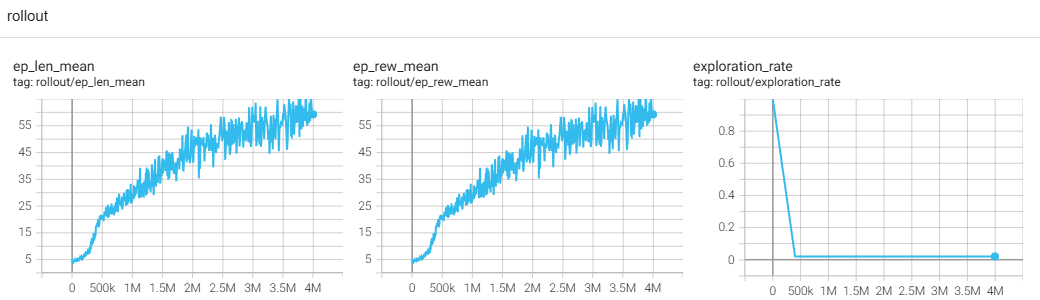 rollout
ep_len_mean ep_rew_mean exploration_rate
tag: rollout/ep_len_mean tag: rollout/ep_rew_mean tag: rollout/exploration_rate
55 55 0.8
45 45 0.6
35 35 0.4
25 25 0.2
15 15 0
5 5
0 500k 1M 1.5M 2M 2.5M 3M 3.5M 4M 0 500k 1M 1.5M 2M 2.5M 3M 3.5M 4M 0 500k 1M 1.5M 2M 2.5M 3M 3.5M 4M